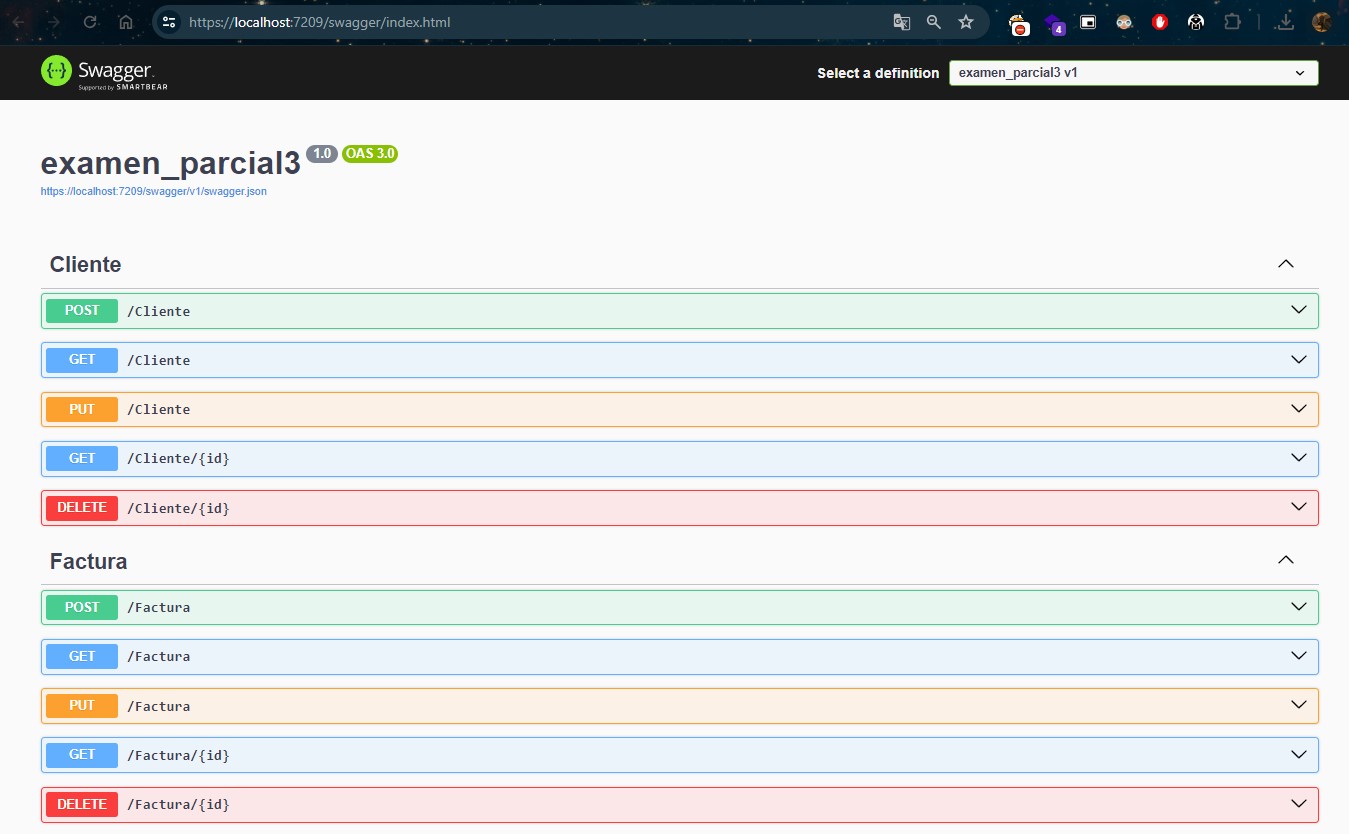 https://localhost:7209/swagger/index.html
4
Swagger.
Supported by SMARTBEAR
Select a definition
examen_parcial3 v1
examen_parcial3 1.0 OAS 3.0
https://localhost:7209/swagger/v1/swagger.json
Cliente
POST /Cliente
GET /Cliente
PUT /Cliente
GET /Cliente/{id}
DELETE /Cliente/{id}
Factura
POST /Factura
GET /Factura
PUT /Factura
GET /Factura/{id}
DELETE /Factura/{id}